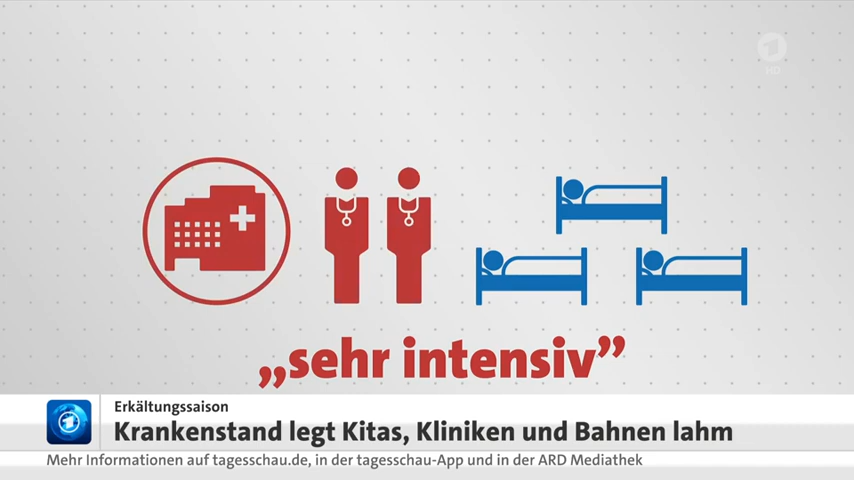 HD
„sehr intensiv”
Erkältungssaison
Krankenstand legt Kitas, Kliniken und Bahnen lahm
Mehr Informationen auf tagesschau.de, in der tagesschau-App und in der ARD Mediathek